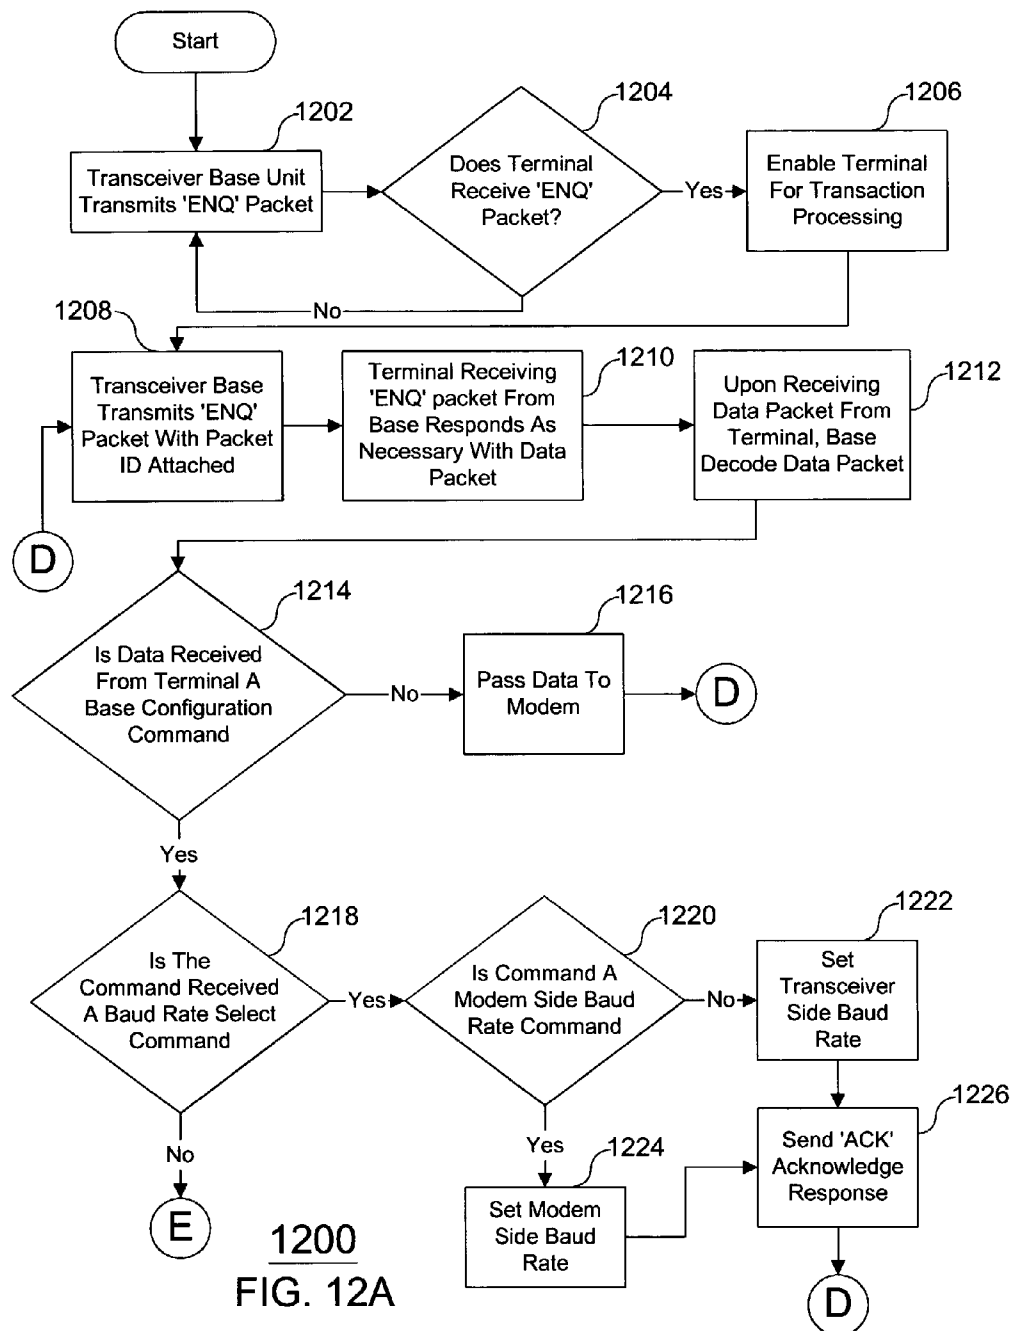 Start
1202
Transceiver Base Unit
Transmits 'ENQ' Packet
1204
Does Terminal
Receive 'ENQ'
Packet?
Yes
No
1206
Enable Terminal
For Transaction
Processing
1208
Transceiver Base
Transmits 'ENQ'
Packet With Packet
ID Attached
D
1210
Terminal Receiving
'ENQ' packet From
Base Responds As
Necessary With Data
Packet
1212
Upon Receiving
Data Packet From
Terminal, Base
Decode Data Packet
1214
Is Data Received
From Terminal A
Base Configuration
Command
No
Yes
1216
Pass Data To
Modem
D
1218
Is The
Command Received
A Baud Rate Select
Command
Yes
No
E
1220
Is Command A
Modem Side Baud
Rate Command
No
Yes
1222
Set
Transceiver
Side Baud
Rate
1224
Set Modem
Side Baud
Rate
1226
Send 'ACK'
Acknowledge
Response
D
1200
FIG. 12A